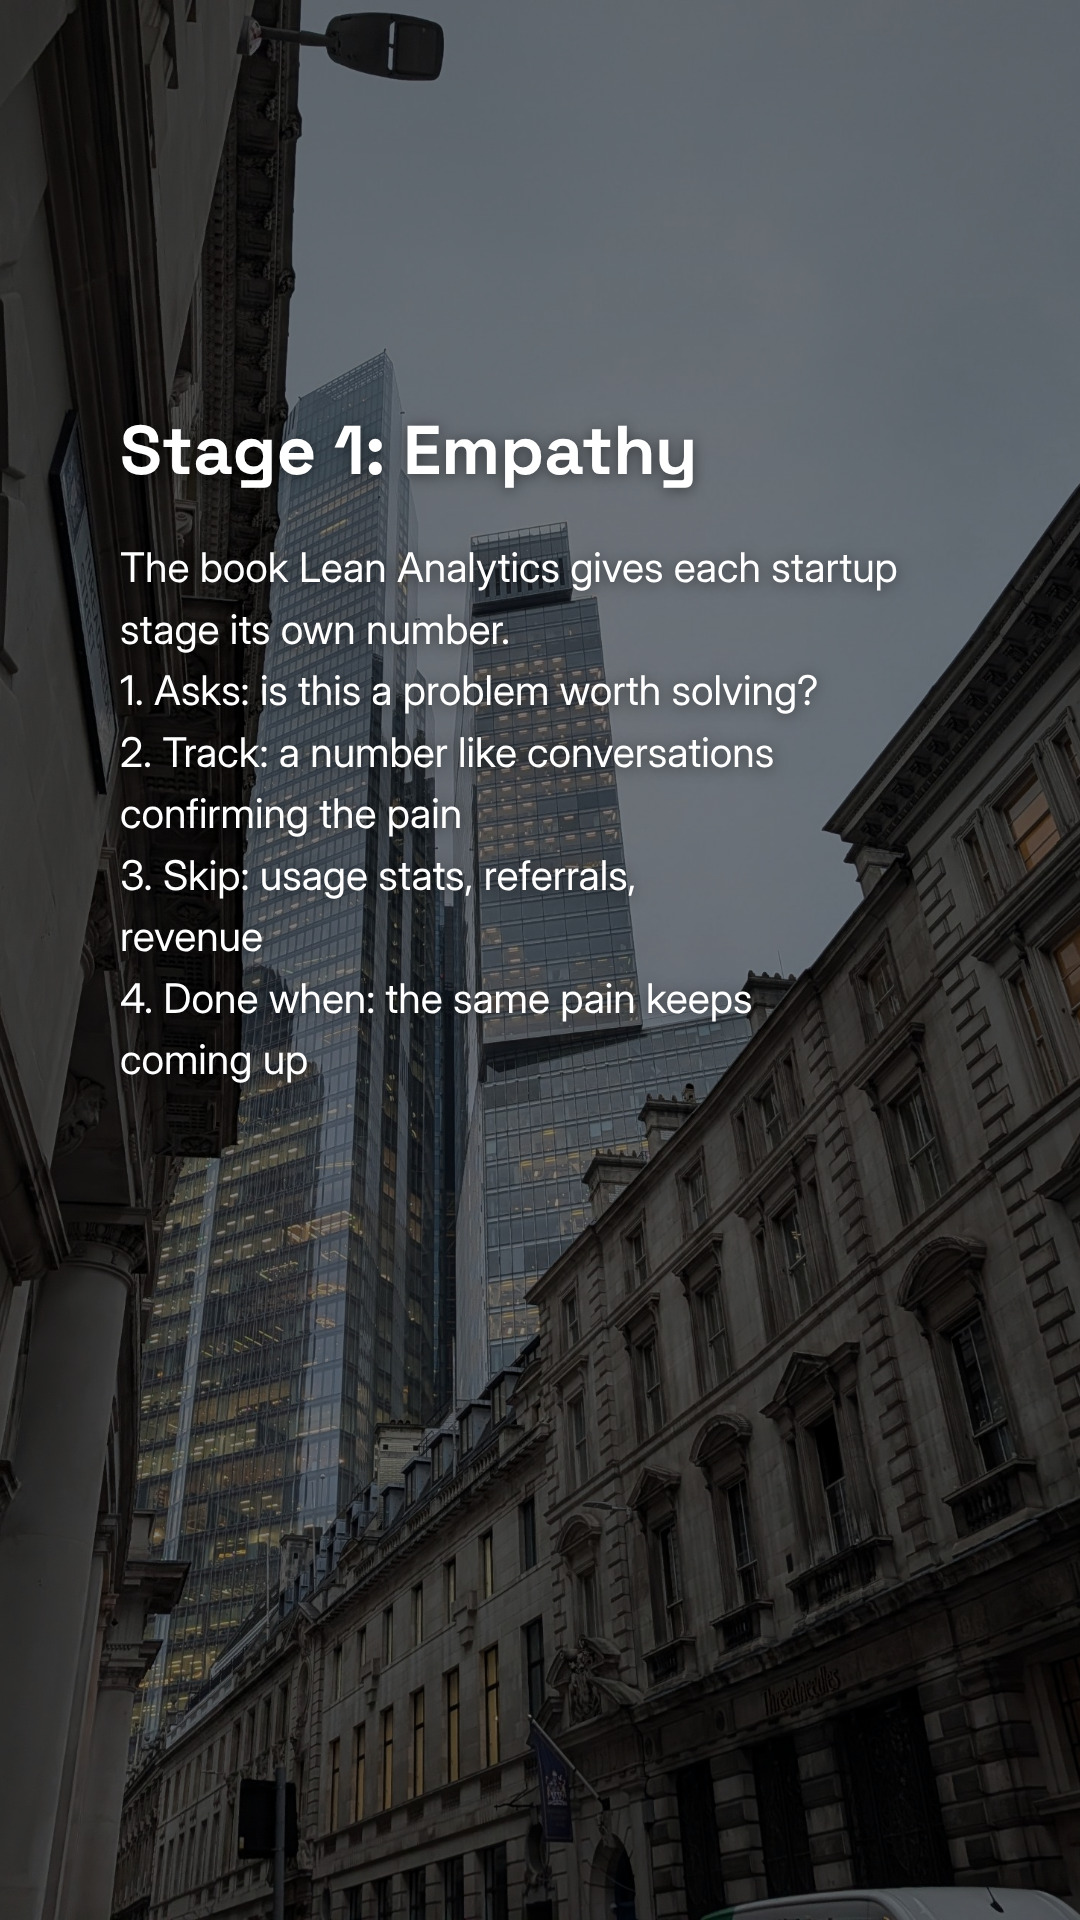 Stage 1: Empathy
The book Lean Analytics gives each startup
stage its own number.
1. Asks: is this a problem worth solving?
2. Track: a number like conversations
confirming the pain
3. Skip: usage stats, referrals,
revenue
4. Done when: the same pain keeps
coming up
Threadneedles